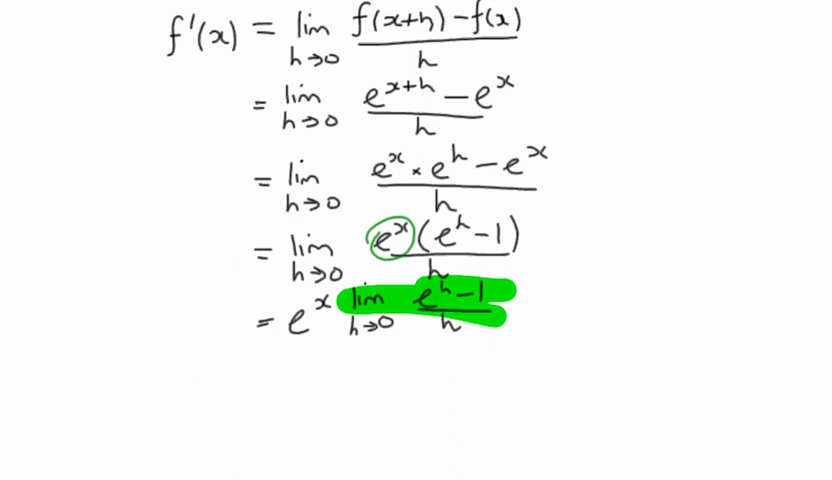 f'(x) = lim h→0 f(x+h) - f(x) / h
= lim h→0 e^(x+h) - e^x / h
= lim h→0 e^x × e^h - e^x / h
= lim h→0 e^x (e^h - 1) / h
= e^x lim h→0 e^h - 1 / h